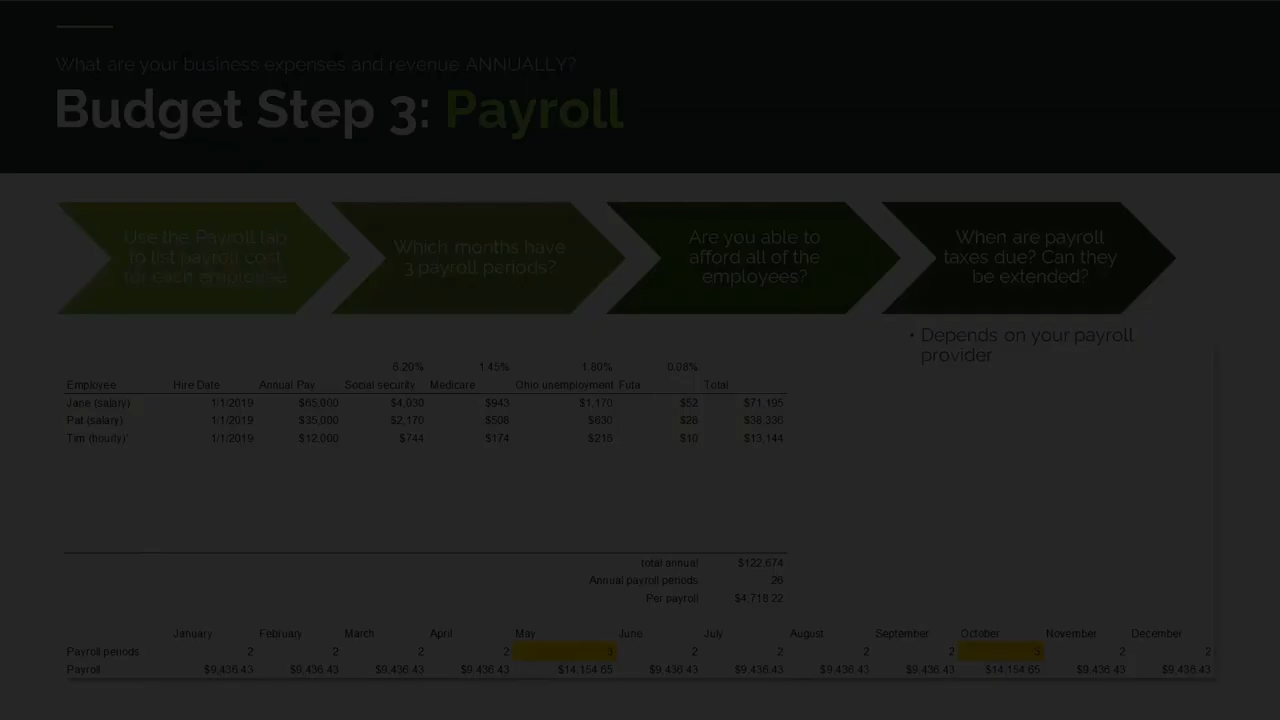 What are your business expenses and revenue ANNUALLY?
Budget Step 3: Payroll
Use the Payroll tab
to list payroll cost
for each employee
Which months have
3 payroll periods?
Are you able to
afford all of the
employees?
When are payroll
taxes due? Can they
be extended?
• Depends on your payroll
provider
6.20% 1.45% 1.80% 0.08%
Employee Hire Date Annual Pay Social security Medicare Ohio unemployment Futa Total
Jane (salary) 1/1/2019 $65,000 $4,030 $943 $1,170 $52 $71,195
Pat (salary) 1/1/2019 $35,000 $2,170 $508 $630 $28 $38,336
Tim (hourly)* 1/1/2019 $12,000 $744 $174 $216 $10 $13,144
total annual $122,674
Annual payroll periods 26
Per payroll $4,718.22
January February March April May June July August September October November December
Payroll periods 2 2 2 2 3 2 2 2 2 3 2 2
Payroll $9,436.43 $9,436.43 $9,436.43 $9,436.43 $14,154.65 $9,436.43 $9,436.43 $9,436.43 $9,436.43 $14,154.65 $9,436.43 $9,436.43